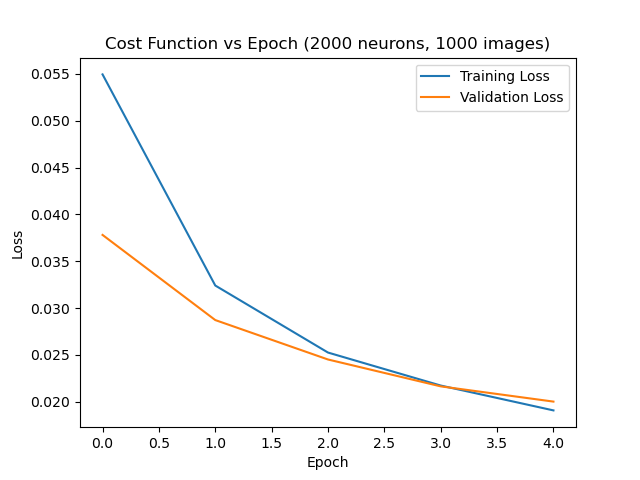 Cost Function vs Epoch (2000 neurons, 1000 images)
Training Loss
Validation Loss
0.055
0.050
0.045
0.040
0.035
0.030
0.025
0.020
Loss
0.0 0.5 1.0 1.5 2.0 2.5 3.0 3.5 4.0
Epoch